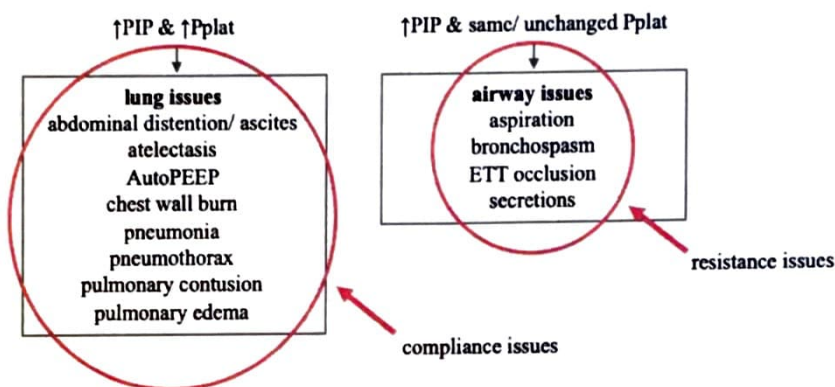 ↑PIP & ↑Pplat
lung issues
abdominal distention/ ascites
atelectasis
AutoPEEP
chest wall burn
pneumonia
pneumothorax
pulmonary contusion
pulmonary edema
compliance issues
↑PIP & same/ unchanged Pplat
airway issues
aspiration
bronchospasm
ETT occlusion
secretions
resistance issues